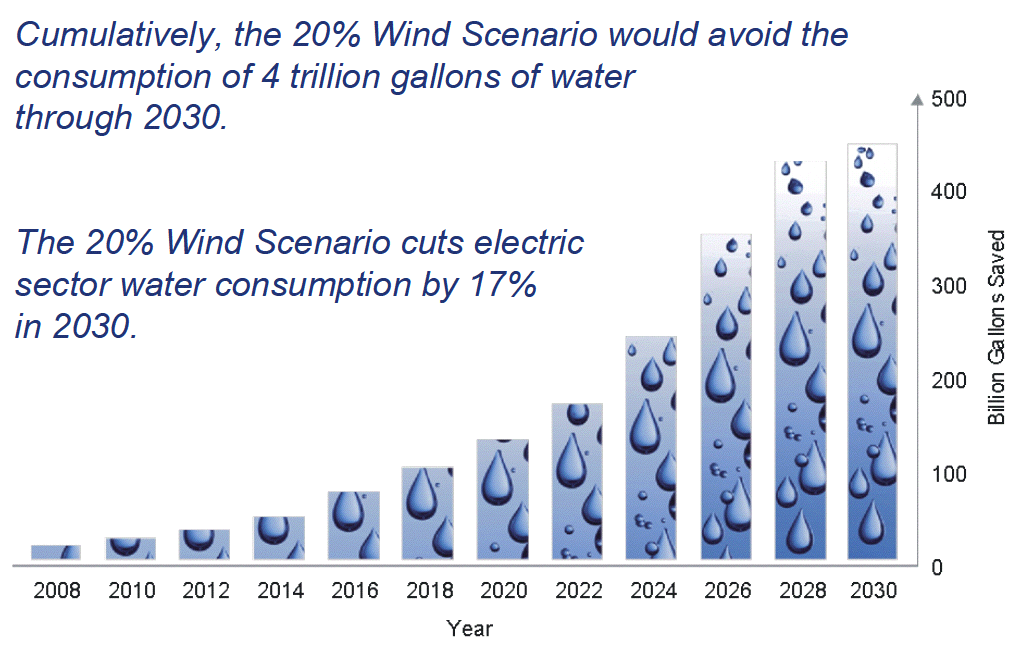 Cumulatively, the 20% Wind Scenario would avoid the
consumption of 4 trillion gallons of water
through 2030.
The 20% Wind Scenario cuts electric
sector water consumption by 17%
in 2030.
500
400
300
200
100
0
Billion Gallons Saved
2008 2010 2012 2014 2016 2018 2020 2022 2024 2026 2028 2030
Year